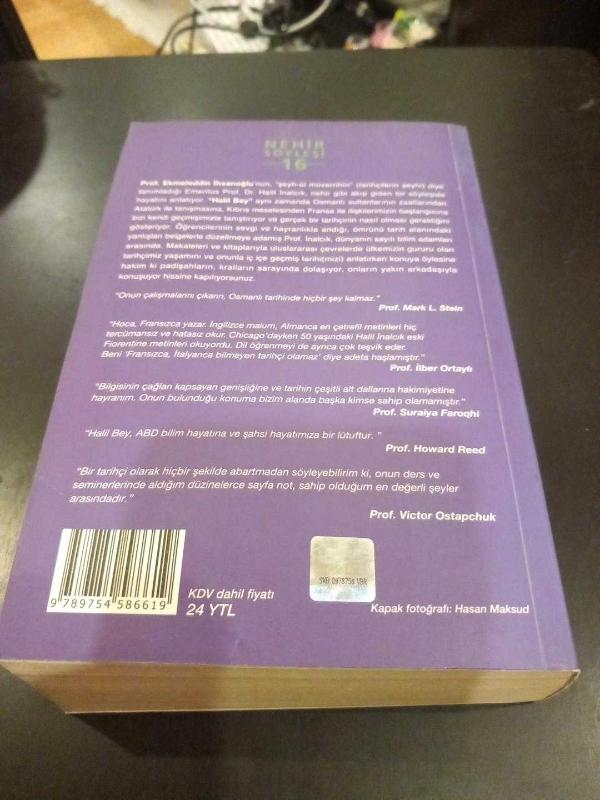 NEHİR
SÖYLEŞİ
16
Prof. Ekmeleddin İhsanoğlu'nun, "şeyh-ül müverrihin" (tarihçilerin şeyhi) diye
tanımladığı Emeritus Prof. Dr. Halil İnalcık, nehir gibi akıp giden bir söyleşide
hayatını anlatıyor. "Halil Bey" aynı zamanda Osmanlı sultanlarının zaaflarından
Atatürk ile tanışmasına, Kıbrıs meselesinden Fransa ile ilişkilerimizin başlangıcına
bizi kendi geçmişimizle tanıştırıyor ve gerçek bir tarihçinin nasıl olması gerektiğini
gösteriyor. Öğrencilerinin sevgi ve hayranlıkla andığı, ömrünü tarih alanındaki
yanlışları belgelerle düzeltmeye adamış Prof. İnalcık, dünyanın sayılı bilim adamları
arasında. Makaleleri ve kitaplarıyla uluslararası çevrelerde ülkemizin gururu olan
tarihçimiz yaşamını ve onunla iç içe geçmiş tarih(imiz)i anlatırken konuya öylesine
hakim ki padişahların, kralların sarayında dolaşıyor, onların yakın arkadaşıyla
konuşuyor hissine kapılıyorsunuz.
"Onun çalışmalarını çıkarın, Osmanlı tarihinde hiçbir şey kalmaz."
Prof. Mark L. Stein
"Hoca, Fransızca yazar. İngilizce malum, Almanca en çetrefil metinleri hiç
tercümansız ve hatasız okur. Chicago'dayken 50 yaşındaki Halil İnalcık eski
Fiorentine metinleri okuyordu. Dil öğrenmeyi de ayrıca çok teşvik eder.
Beni 'Fransızca, İtalyanca bilmeyen tarihçi olamaz' diye adeta haşlamıştır."
Prof. İlber Ortaylı
"Bilgisinin çağları kapsayan genişliğine ve tarihin çeşitli alt dallarına hakimiyetine
hayranım. Onun bulunduğu konuma bizim alanda başka kimse sahip olamamıştır."
Prof. Suraiya Faroqhi
"Halil Bey, ABD bilim hayatına ve şahsi hayatımıza bir lütuftur. "
Prof. Howard Reed
"Bir tarihçi olarak hiçbir şekilde abartmadan söyleyebilirim ki, onun ders ve
seminerlerinde aldığım düzinelerce sayfa not, sahip olduğum en değerli şeyler
arasındadır."
Prof. Victor Ostapchuk
9 789754 586619
KDV dahil fiyatı
24 YTL
Kapak fotoğrafı: Hasan Maksud